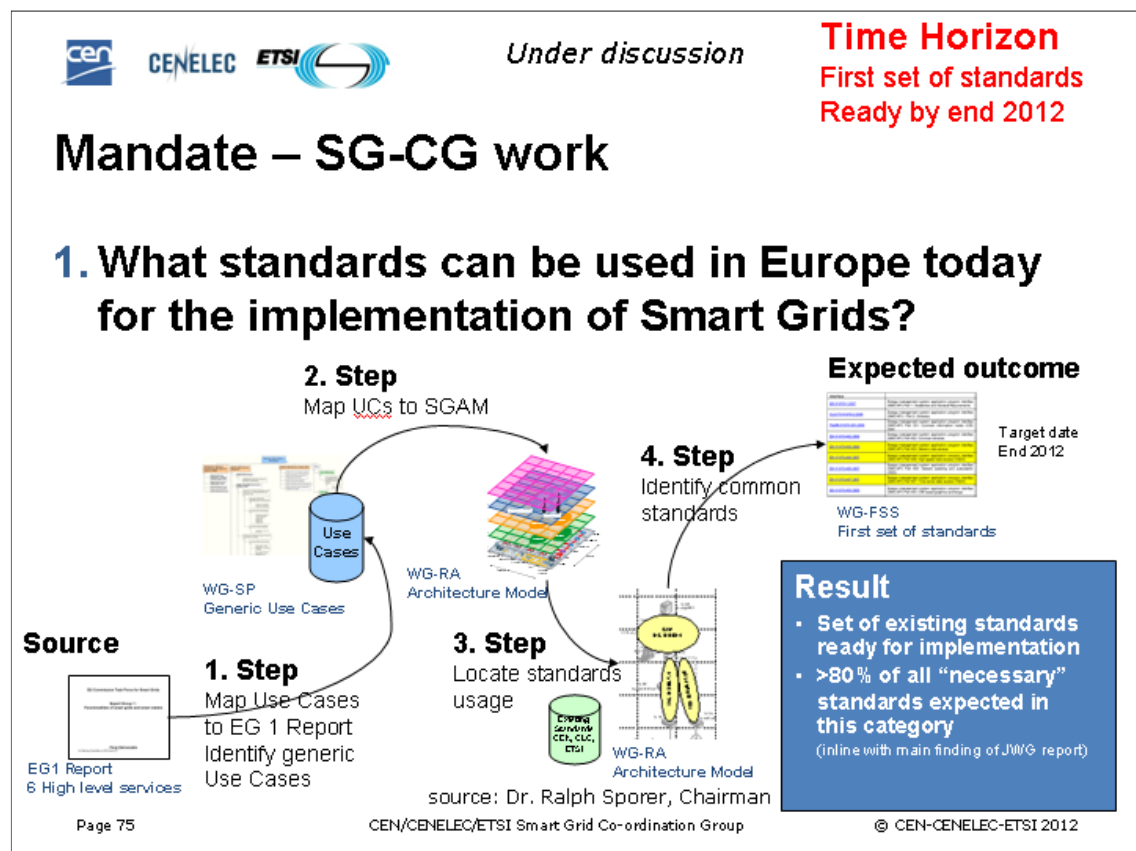 cen
CENELEC
ETSI
Under discussion
Time Horizon
First set of standards
Ready by end 2012
Mandate – SG-CG work
1. What standards can be used in Europe today
for the implementation of Smart Grids?
2. Step
Map UCs to SGAM
Expected outcome
Target date
End 2012
4. Step
Identify common
standards
WG-FSS
First set of standards
Use
Cases
WG-RA
Architecture Model
WG-SP
Generic Use Cases
Result
▪ Set of existing standards
ready for implementation
▪ >80% of all “necessary”
standards expected in
this category
(inline with main finding of JWG report)
Source
1. Step
Map Use Cases
to EG 1 Report
Identify generic
Use Cases
3. Step
Locate standards
usage
Existing
Standards
CEN, CLC,
ETSI
WG-RA
Architecture Model
EG1 Report
6 High level services
source: Dr. Ralph Sporer, Chairman
Page 75
CEN/CENELEC/ETSI Smart Grid Co-ordination Group
© CEN-CENELEC-ETSI 2012